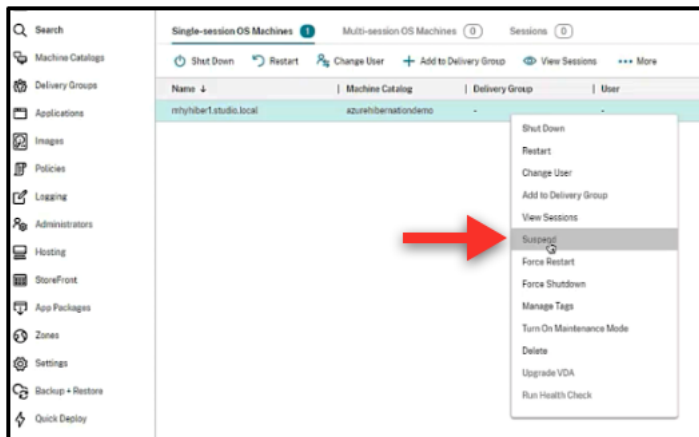 Search
Single-session OS Machines 1 Multi-session OS Machines 0 Sessions 0
Machine Catalogs
Shut Down Restart Change User Add to Delivery Group View Sessions More
Delivery Groups
Name ↓ Machine Catalog Delivery Group User
Applications
mhyhiber1.studio.local azurehibernationdemo - -
Images
Policies
Logging
Administrators
Hosting
StoreFront
App Packages
Zones
Settings
Backup + Restore
Quick Deploy
Shut Down
Restart
Change User
Add to Delivery Group
View Sessions
Suspend
Force Restart
Force Shutdown
Manage Tags
Turn On Maintenance Mode
Delete
Upgrade VDA
Run Health Check